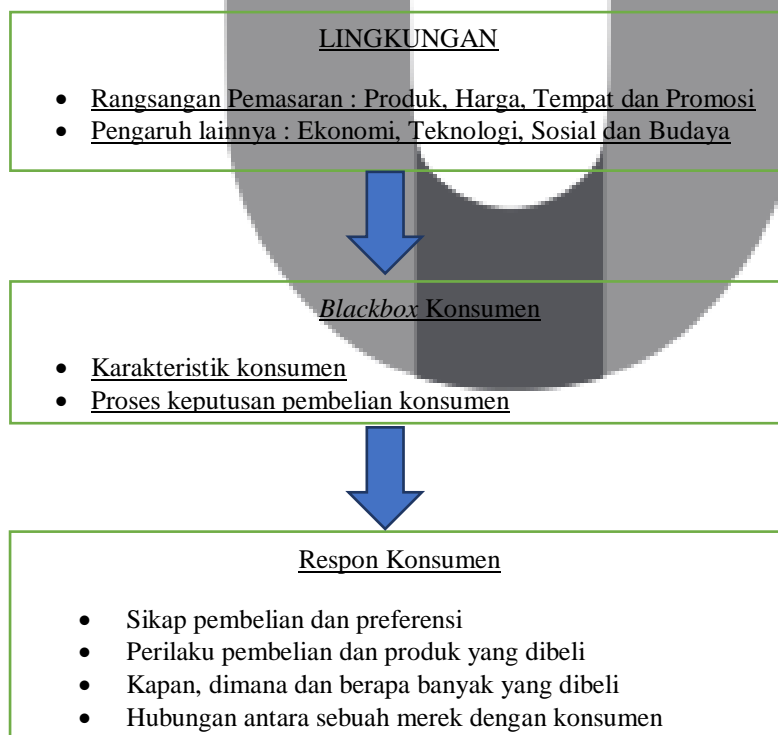 LINGKUNGAN
• Rangsangan Pemasaran : Produk, Harga, Tempat dan Promosi
• Pengaruh lainnya : Ekonomi, Teknologi, Sosial dan Budaya
Blackbox Konsumen
• Karakteristik konsumen
• Proses keputusan pembelian konsumen
Respon Konsumen
• Sikap pembelian dan preferensi
• Perilaku pembelian dan produk yang dibeli
• Kapan, dimana dan berapa banyak yang dibeli
• Hubungan antara sebuah merek dengan konsumen